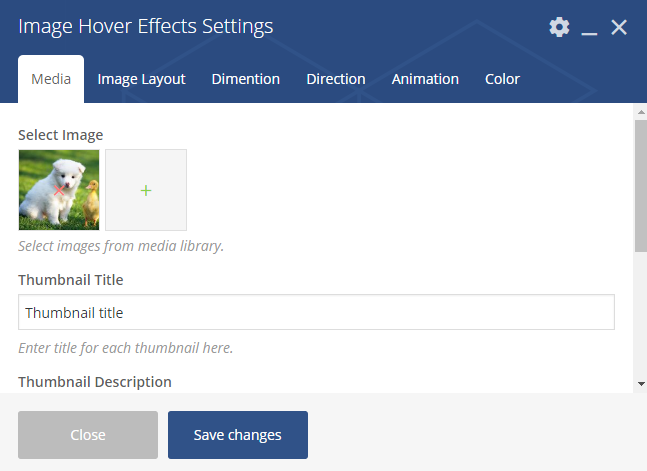 Image Hover Effects Settings
Media Image Layout Dimention Direction Animation Color
Select Image
Select images from media library.
Thumbnail Title
Thumbnail title
Enter title for each thumbnail here.
Thumbnail Description
Close Save changes